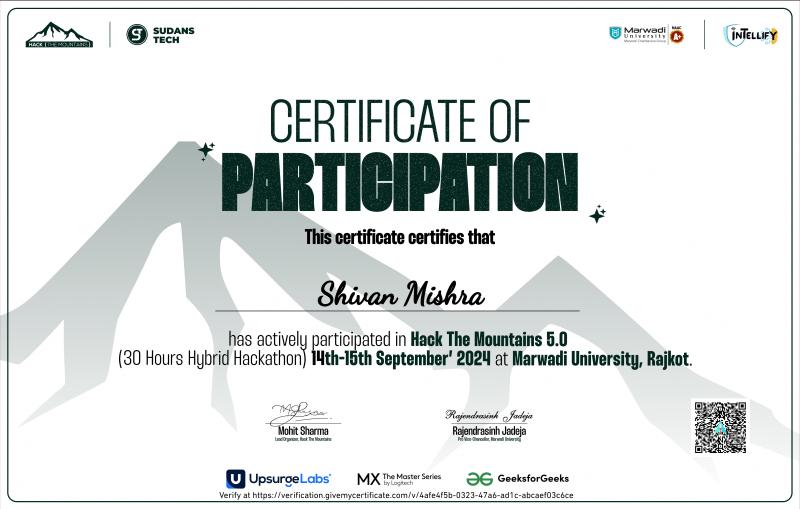 HACK THE MOUNTAINS
SUDANS
TECH
Marwadi
University
Marwadi Chandarana Group
NAAC
A+
INTELLIFY
CERTIFICATE OF
PARTICIPATION
This certificate certifies that
Shivan Mishra
has actively participated in Hack The Mountains 5.0
(30 Hours Hybrid Hackathon) 14th-15th September' 2024 at Marwadi University, Rajkot.
Mohit Sharma
Lead Organizer, Hack The Mountains
Rajendrasinh Jadeja
Rajendrasinh Jadeja
Pro Vice-Chancellor, Marwadi University
UpsurgeLabs
MX The Master Series
by Logitech
GeeksforGeeks
Verify at https://verification.givemycertificate.com/v/4afe4f5b-0323-47a6-ad1c-abcaef03c6ce